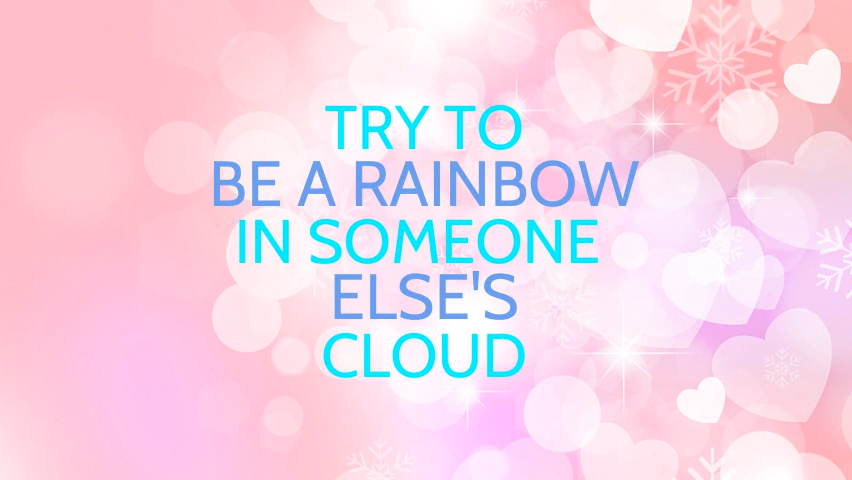 TRY TO
BE A RAINBOW
IN SOMEONE
ELSE'S
CLOUD